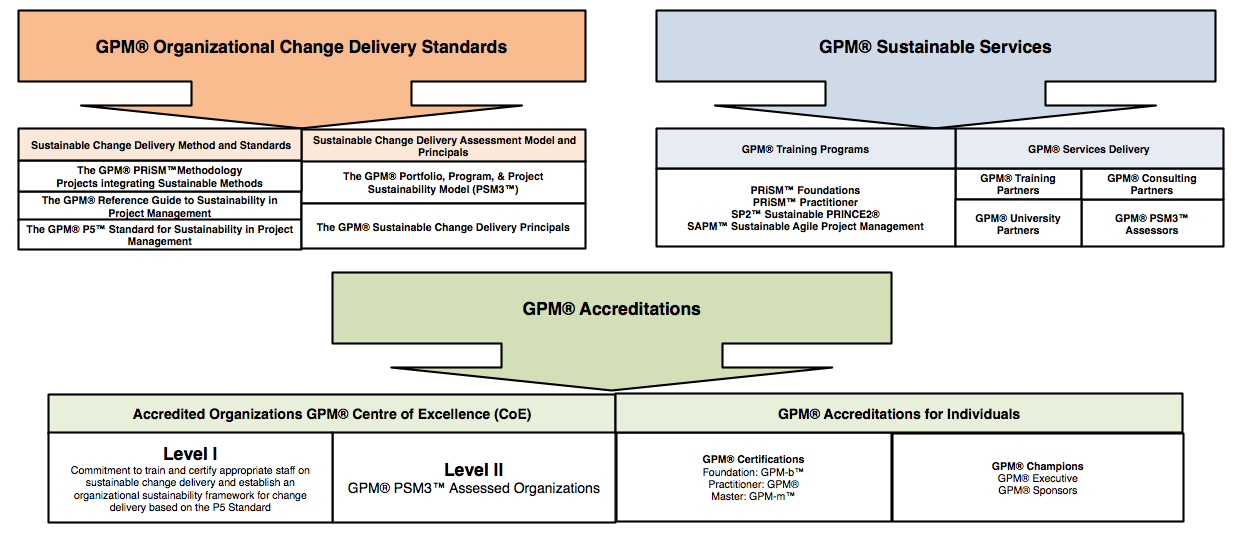 GPM® Organizational Change Delivery Standards
Sustainable Change Delivery Method and Standards
The GPM® PRiSM™Methodology
Projects integrating Sustainable Methods
The GPM® Reference Guide to Sustainability in
Project Management
The GPM® P5™ Standard for Sustainability in Project
Management
Sustainable Change Delivery Assessment Model and
Principals
The GPM® Portfolio, Program, & Project
Sustainability Model (PSM3™)
The GPM® Sustainable Change Delivery Principals
GPM® Sustainable Services
GPM® Training Programs
PRiSM™ Foundations
PRiSM™ Practitioner
SP2™ Sustainable PRINCE2®
SAPM™ Sustainable Agile Project Management
GPM® Services Delivery
GPM® Training
Partners
GPM® Consulting
Partners
GPM® University
Partners
GPM® PSM3™
Assessors
GPM® Accreditations
Accredited Organizations GPM® Centre of Excellence (CoE)
Level I
Commitment to train and certify appropriate staff on
sustainable change delivery and establish an
organizational sustainability framework for change
delivery based on the P5 Standard
Level II
GPM® PSM3™ Assessed Organizations
GPM® Accreditations for Individuals
GPM® Certifications
Foundation: GPM-b™
Practitioner: GPM®
Master: GPM-m™
GPM® Champions
GPM® Executive
GPM® Sponsors